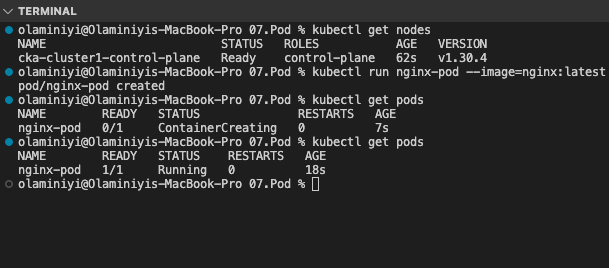 TERMINAL
olaminiyi@Olaminiyis-MacBook-Pro 07.Pod % kubectl get nodes
NAME                         STATUS   ROLES           AGE   VERSION
cka-cluster1-control-plane   Ready    control-plane   62s   v1.30.4
olaminiyi@Olaminiyis-MacBook-Pro 07.Pod % kubectl run nginx-pod --image=nginx:latest
pod/nginx-pod created
olaminiyi@Olaminiyis-MacBook-Pro 07.Pod % kubectl get pods
NAME        READY   STATUS              RESTARTS   AGE
nginx-pod   0/1     ContainerCreating   0          7s
olaminiyi@Olaminiyis-MacBook-Pro 07.Pod % kubectl get pods
NAME        READY   STATUS    RESTARTS   AGE
nginx-pod   1/1     Running   0          18s
olaminiyi@Olaminiyis-MacBook-Pro 07.Pod %